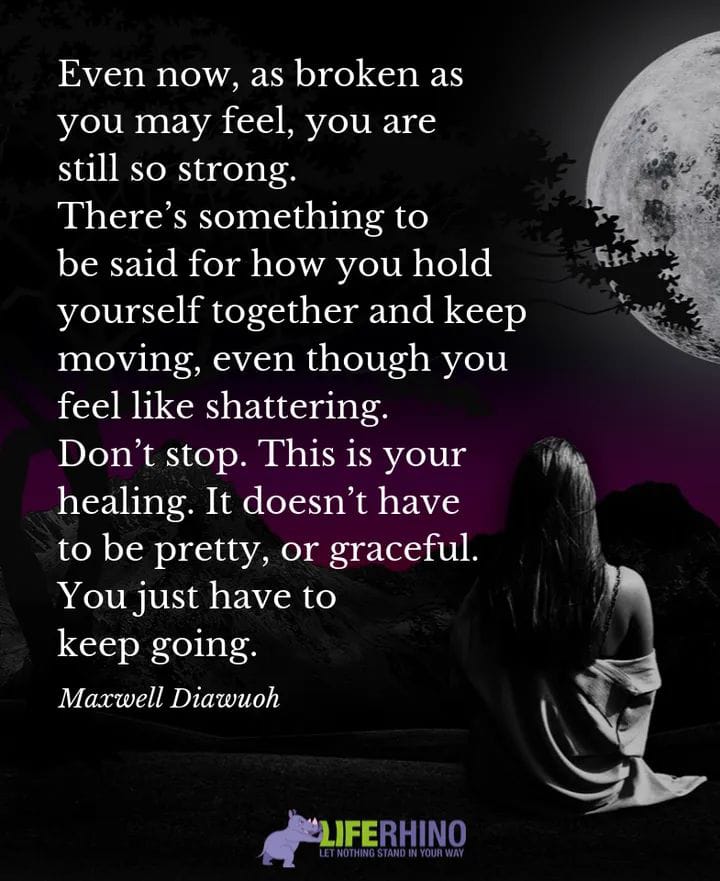 Even now, as broken as
you may feel, you are
still so strong.
There's something to
be said for how you hold
yourself together and keep
moving, even though you
feel like shattering.
Don't stop. This is your
healing. It doesn't have
to be pretty, or graceful.
You just have to
keep going.
Maxwell Diawuoh
LIFERHINO
LET NOTHING STAND IN YOUR WAY